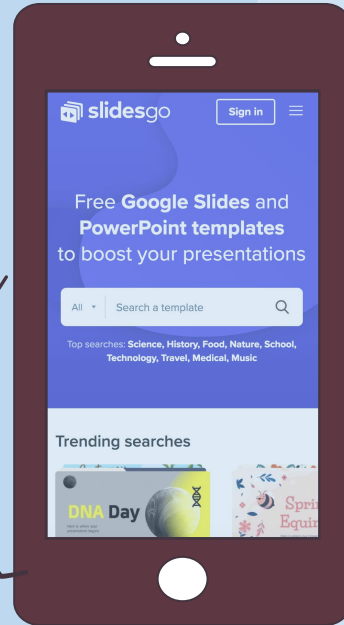 slidesgo
Sign in
Free Google Slides and
PowerPoint templates
to boost your presentations
All
Search a template
Top searches: Science, History, Food, Nature, School,
Technology, Travel, Medical, Music
Trending searches
DNA Day